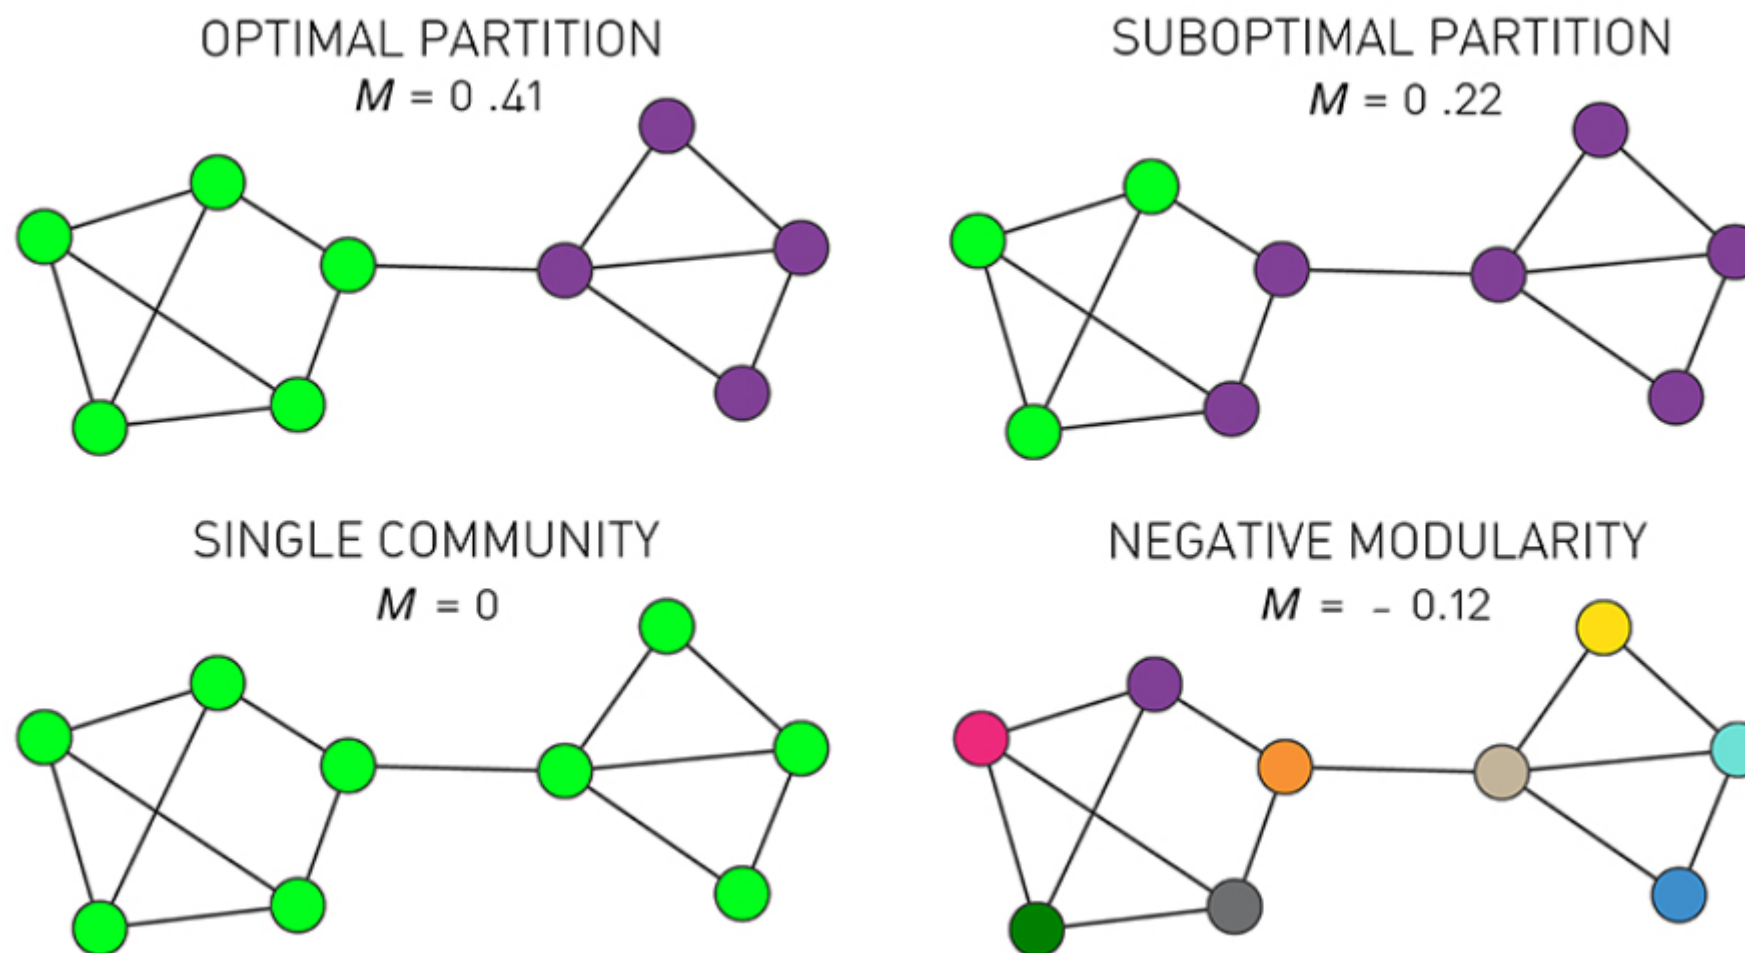 OPTIMAL PARTITION
M = 0 .41
SUBOPTIMAL PARTITION
M = 0 .22
SINGLE COMMUNITY
M = 0
NEGATIVE MODULARITY
M = - 0.12